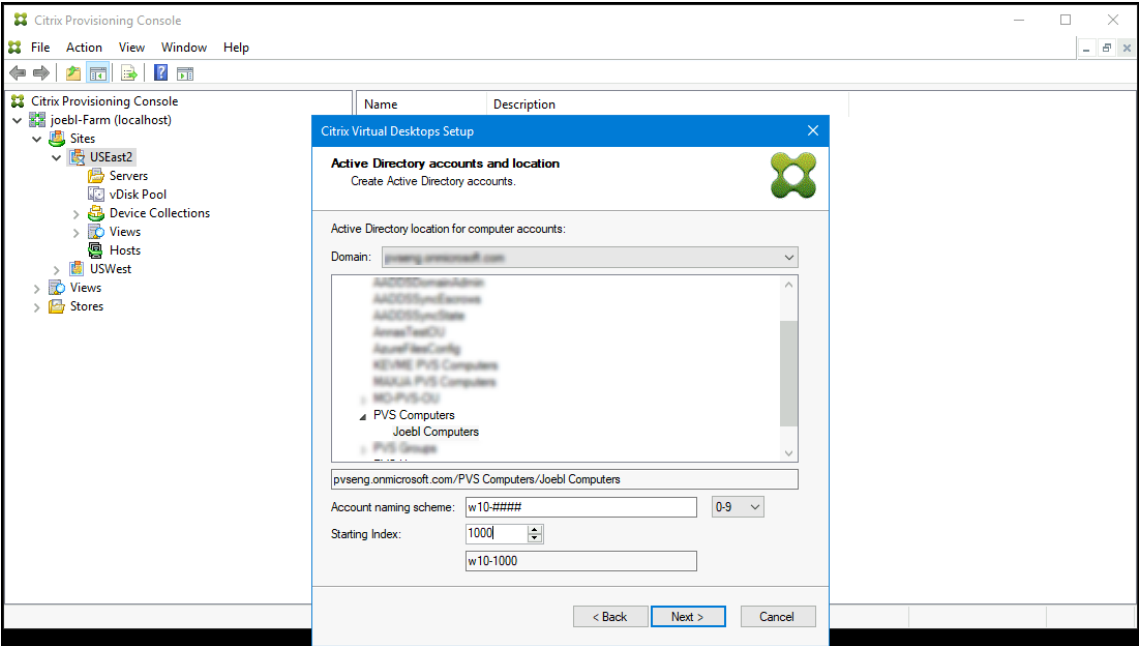 Citrix Provisioning Console
File Action View Window Help
Citrix Provisioning Console
joebl-Farm (localhost)
Sites
USEast2
Servers
vDisk Pool
Device Collections
Views
Hosts
USWest
Views
Stores
Name Description
Citrix Virtual Desktops Setup
Active Directory accounts and location
Create Active Directory accounts.
Active Directory location for computer accounts:
Domain:
PVS Computers
Joebl Computers
pvseng.onmicrosoft.com/PVS Computers/Joebl Computers
Account naming scheme: w10-#### 0-9
Starting Index: 1000
w10-1000
< Back Next > Cancel